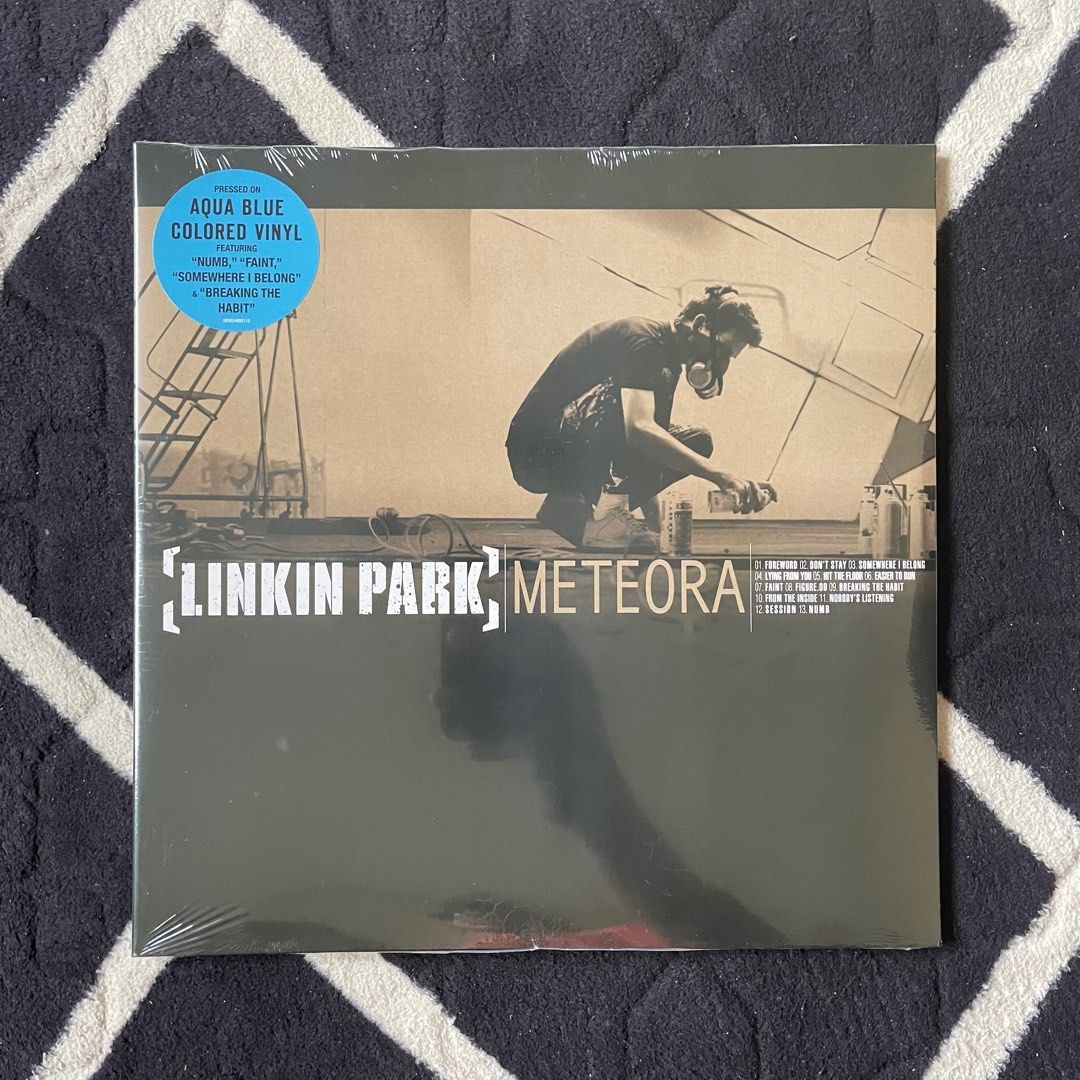 PRESSED ON
AQUA BLUE
COLORED VINYL
FEATURING
“NUMB,” “FAINT,”
“SOMEWHERE I BELONG”
& “BREAKING THE
HABIT”
[LINKIN PARK]
METEORA
01. FOREWORD 02. DON'T STAY 03. SOMEWHERE I BELONG
04. LYING FROM YOU 05. HIT THE FLOOR 06. EASIER TO RUN
07. FAINT 08. FIGURE.09 09. BREAKING THE HABIT
10. FROM THE INSIDE 11. NOBODY'S LISTENING
12. SESSION 13. NUMB